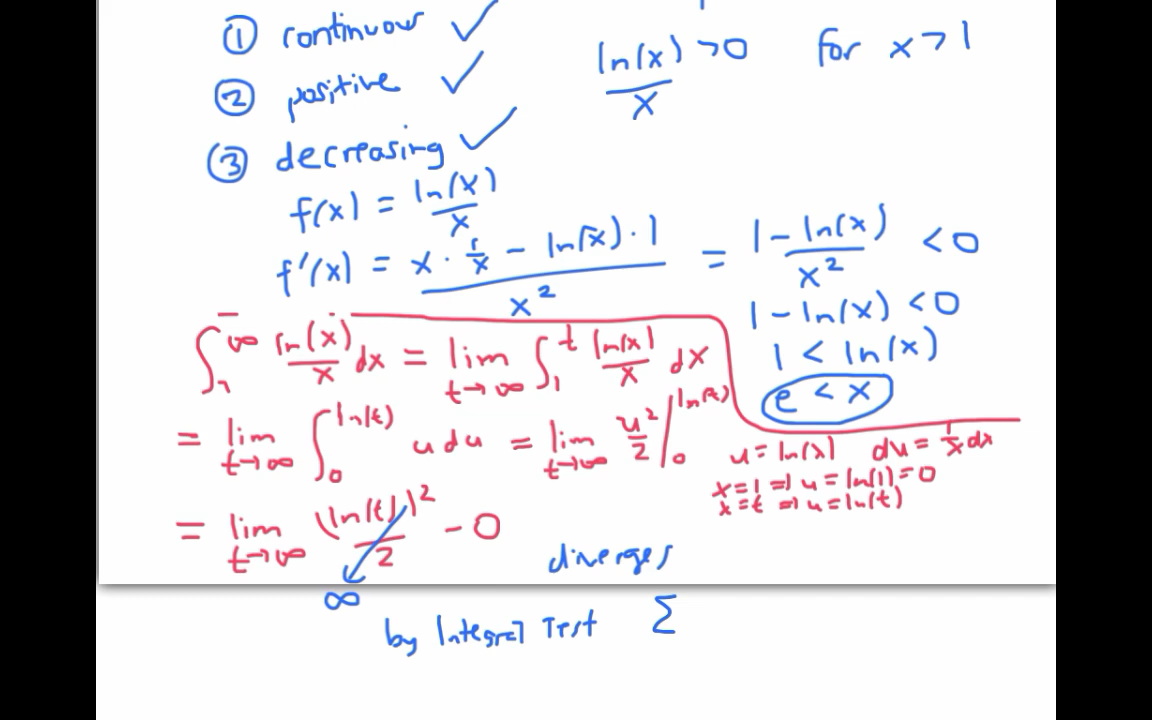 ① continuous ✓
ln(x)/x > 0 for x > 1
② positive ✓
③ decreasing ✓
f(x) = ln(x)/x
f'(x) = (x · 1/x − ln(x) · 1)/x² = (1 − ln(x))/x² < 0
1 − ln(x) < 0
1 < ln(x)
e < x
∫₁^∞ ln(x)/x dx = lim t→∞ ∫₁^t ln(x)/x dx
= lim t→∞ ∫₀^ln(t) u du = lim t→∞ u²/2 |₀^ln(t)
u = ln(x) du = 1/x dx
x=1 ⇒ u = ln(1) = 0
x=t ⇒ u = ln(t)
= lim t→∞ (ln(t))²/2 − 0
∞
diverges
by Integral Test Σ